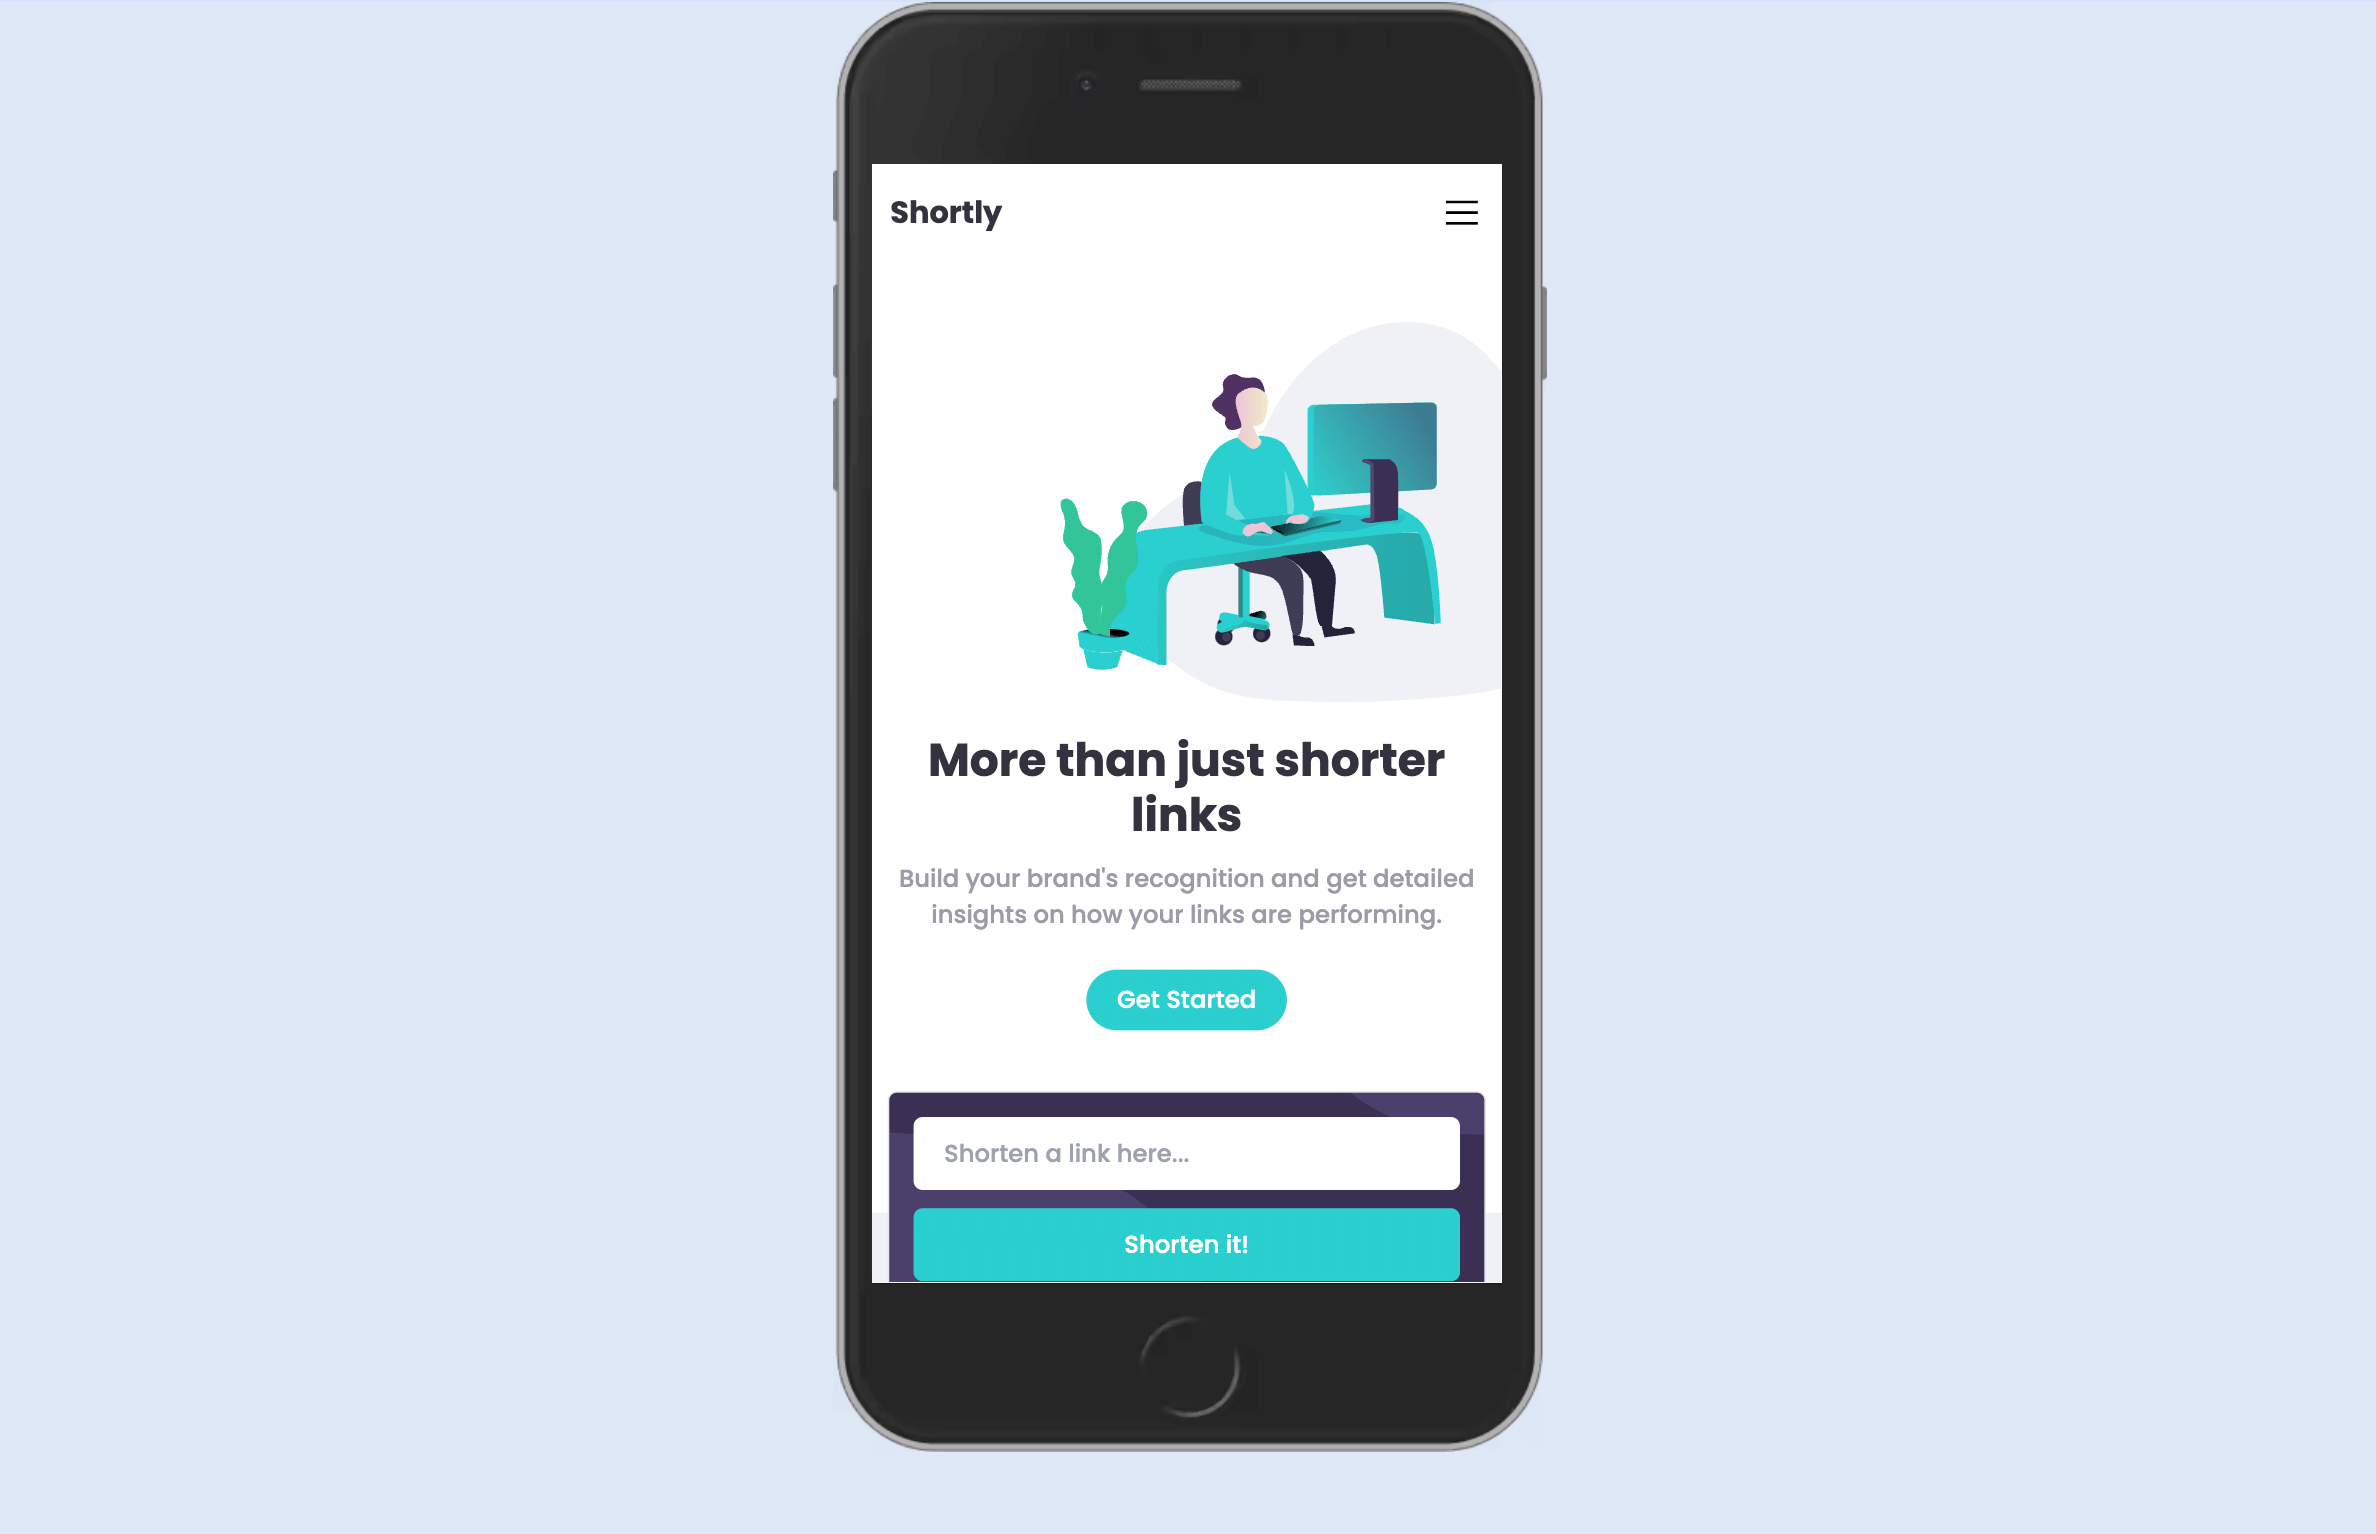 Shortly
More than just shorter
links
Build your brand's recognition and get detailed
insights on how your links are performing.
Get Started
Shorten a link here...
Shorten it!